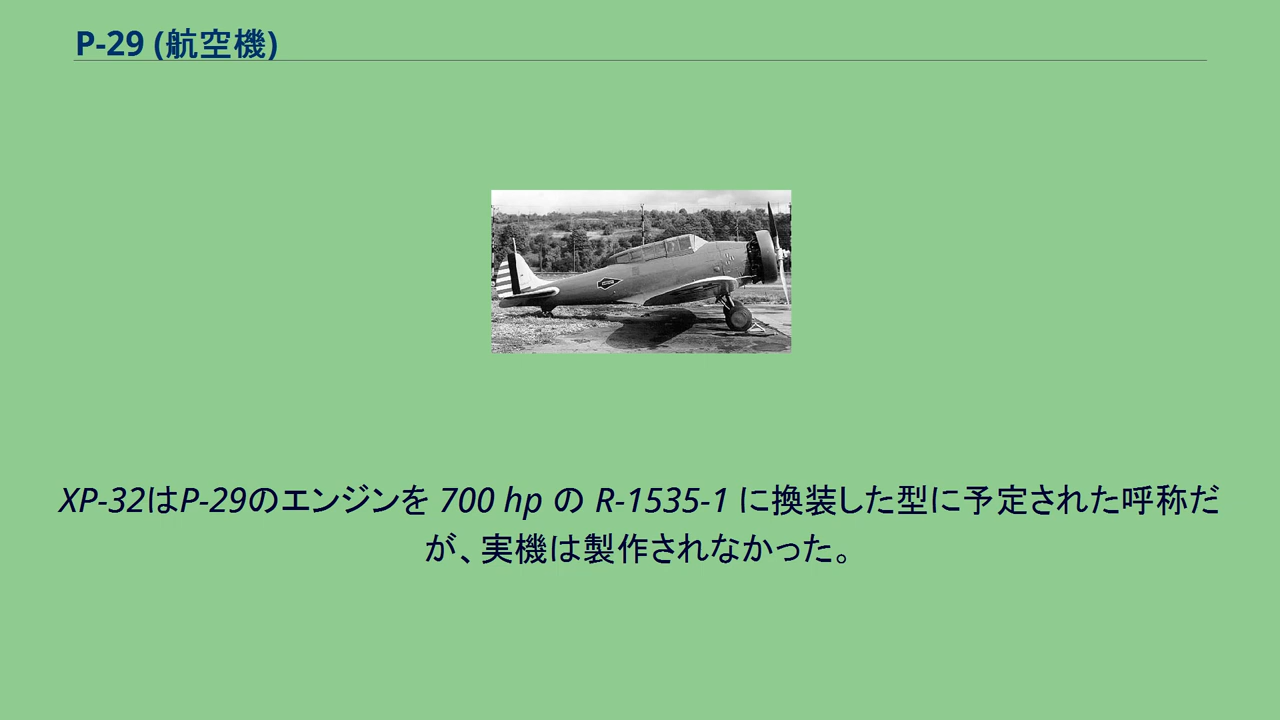 P-29 (航空機)
XP-32はP-29のエンジンを 700 hp の R-1535-1 に換装した型に予定された呼称だ
が、実機は製作されなかった。